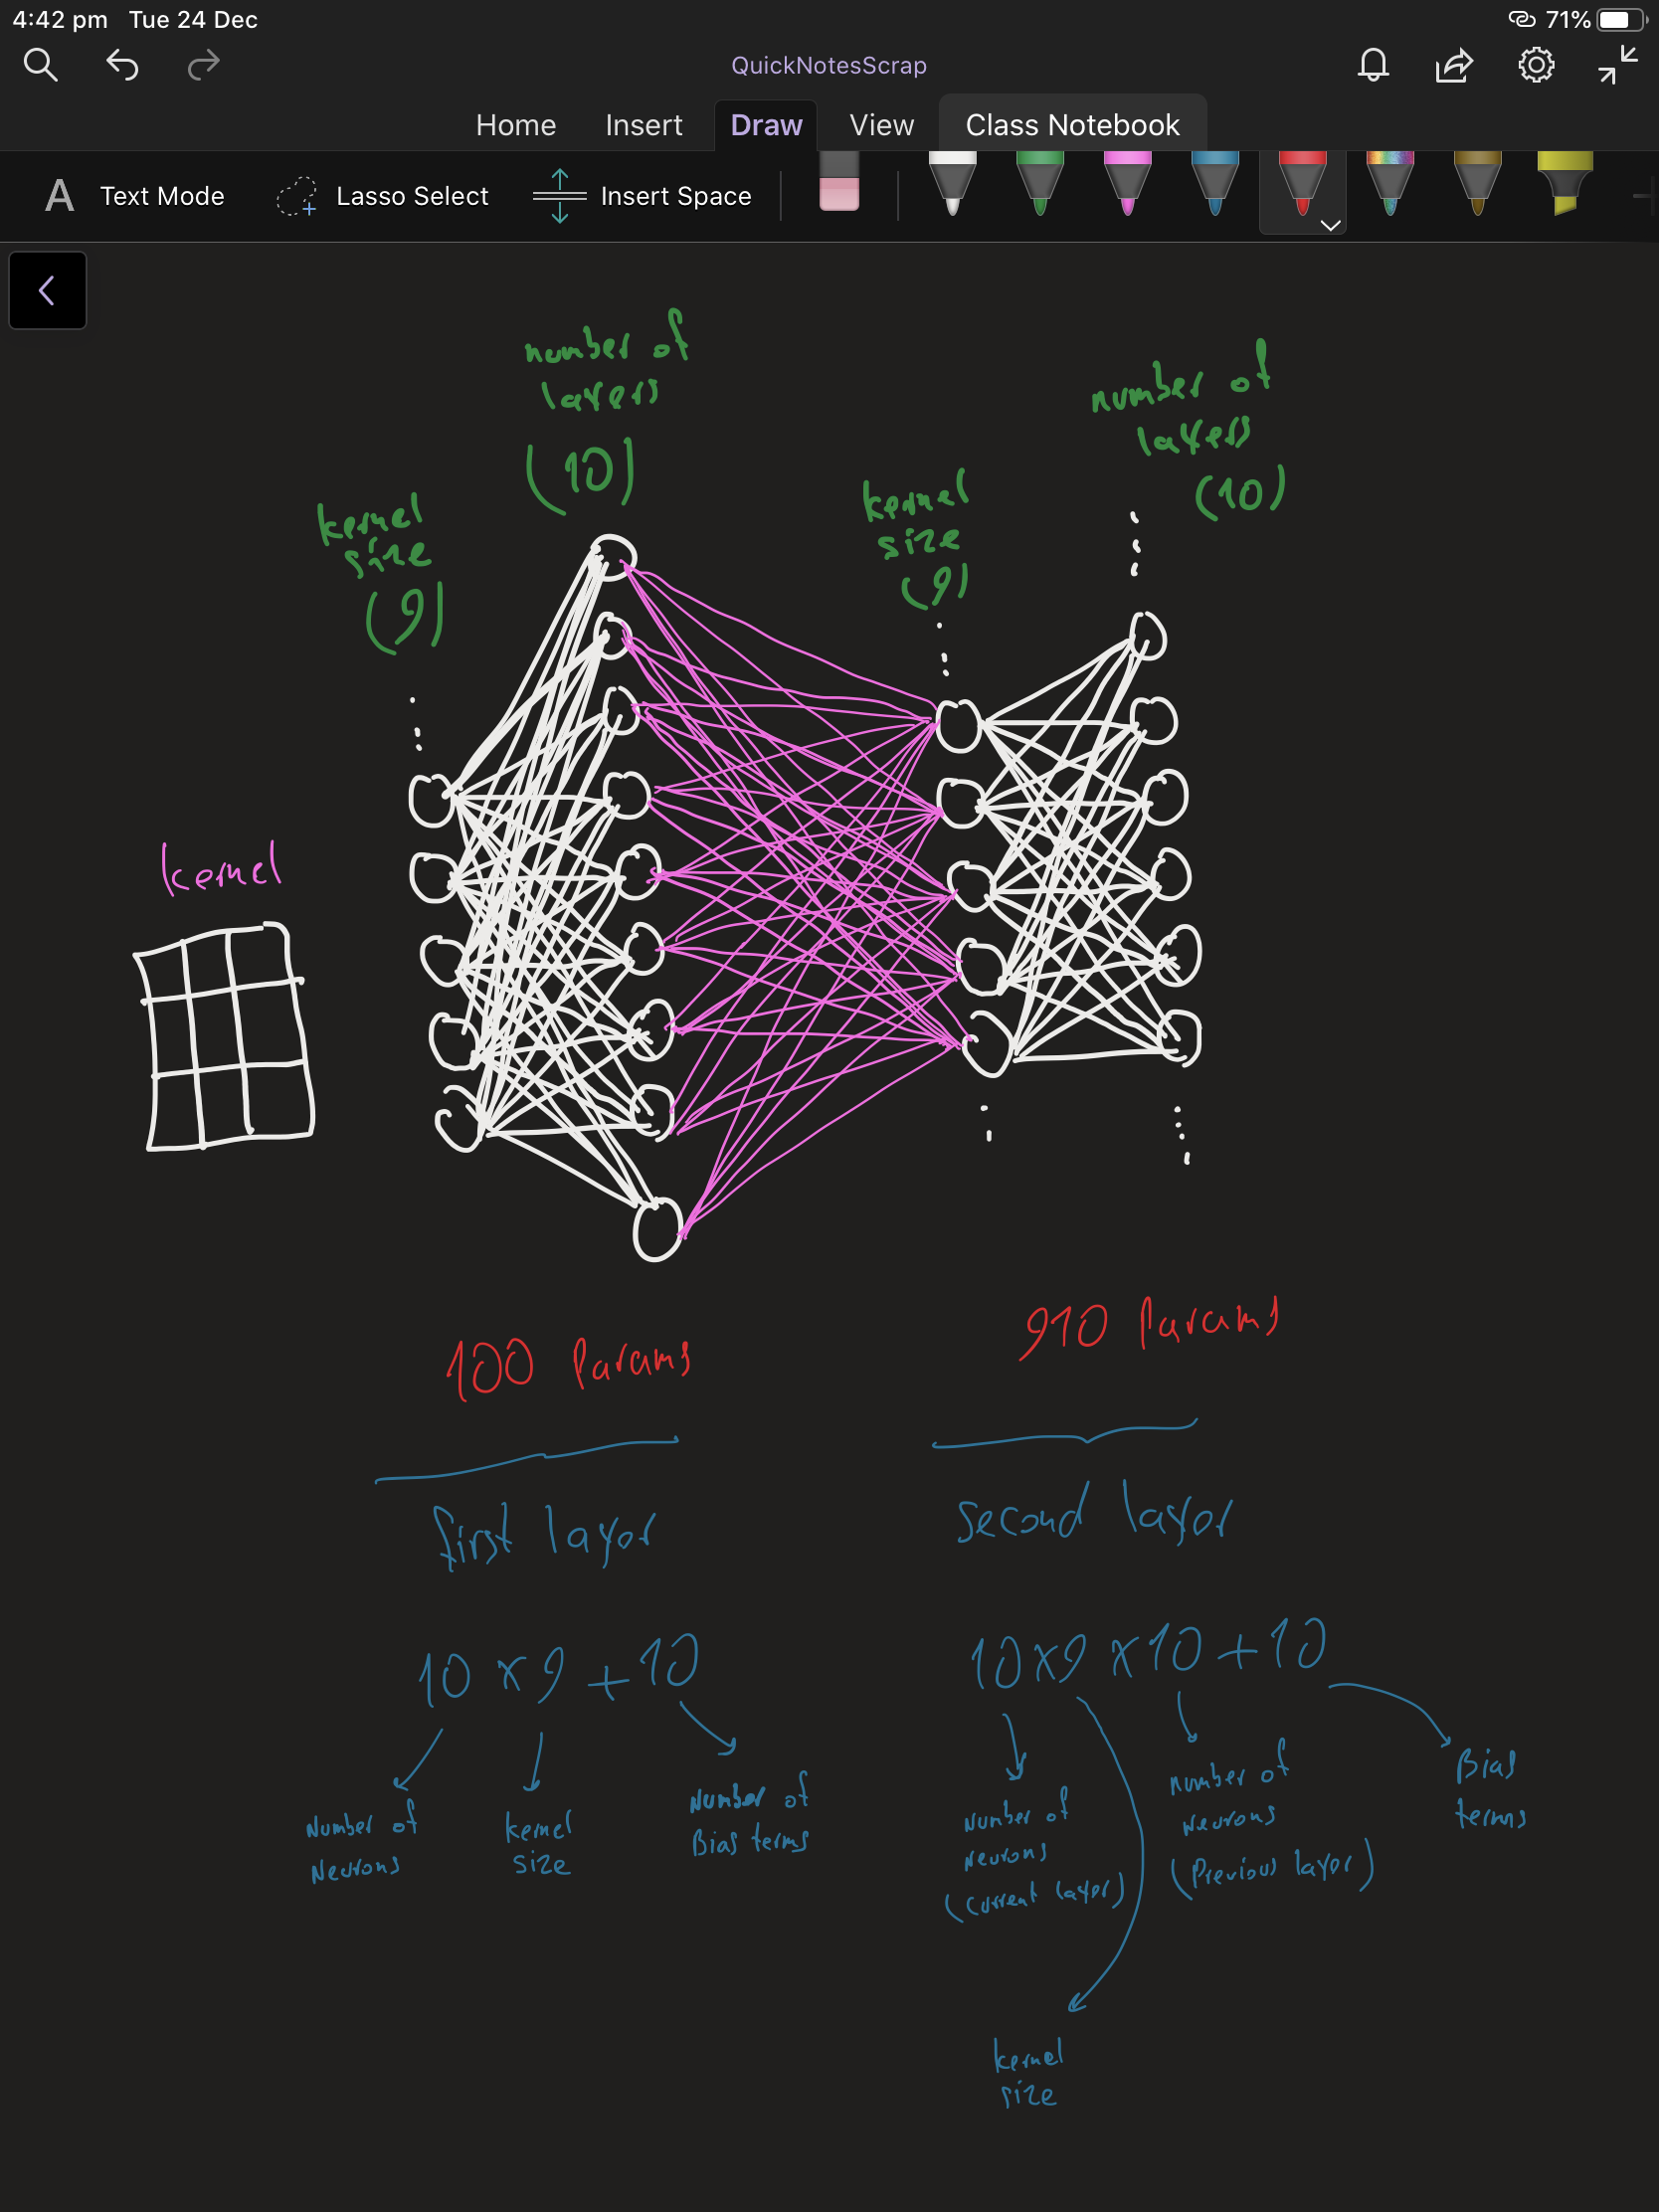 4:42 pm Tue 24 Dec
71%
QuickNotesScrap
Home Insert Draw View Class Notebook
A Text Mode Lasso Select Insert Space
number of
layers
(10)
number of
layers
(10)
kernel
size
(9)
kernel
size
(9)
kernel
100 Params
910 Params
first layer
second layer
10 x 9 + 10
10 x 9 x 10 + 10
Number of
Neurons
kernel
size
Number of
Bias terms
number of
neurons
(current layer)
number of
neurons
(Previous layer)
Bias
terms
kernel
size